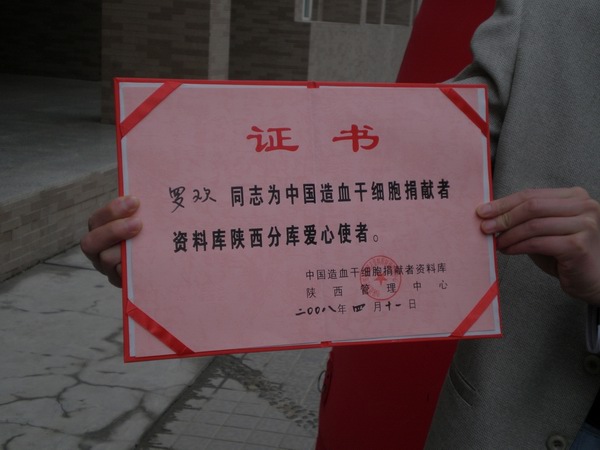 证书
罗欢 同志为中国造血干细胞捐献者
资料库陕西分库爱心使者。
中国造血干细胞捐献者资料库
陕西管理中心
二00八年四月十一日